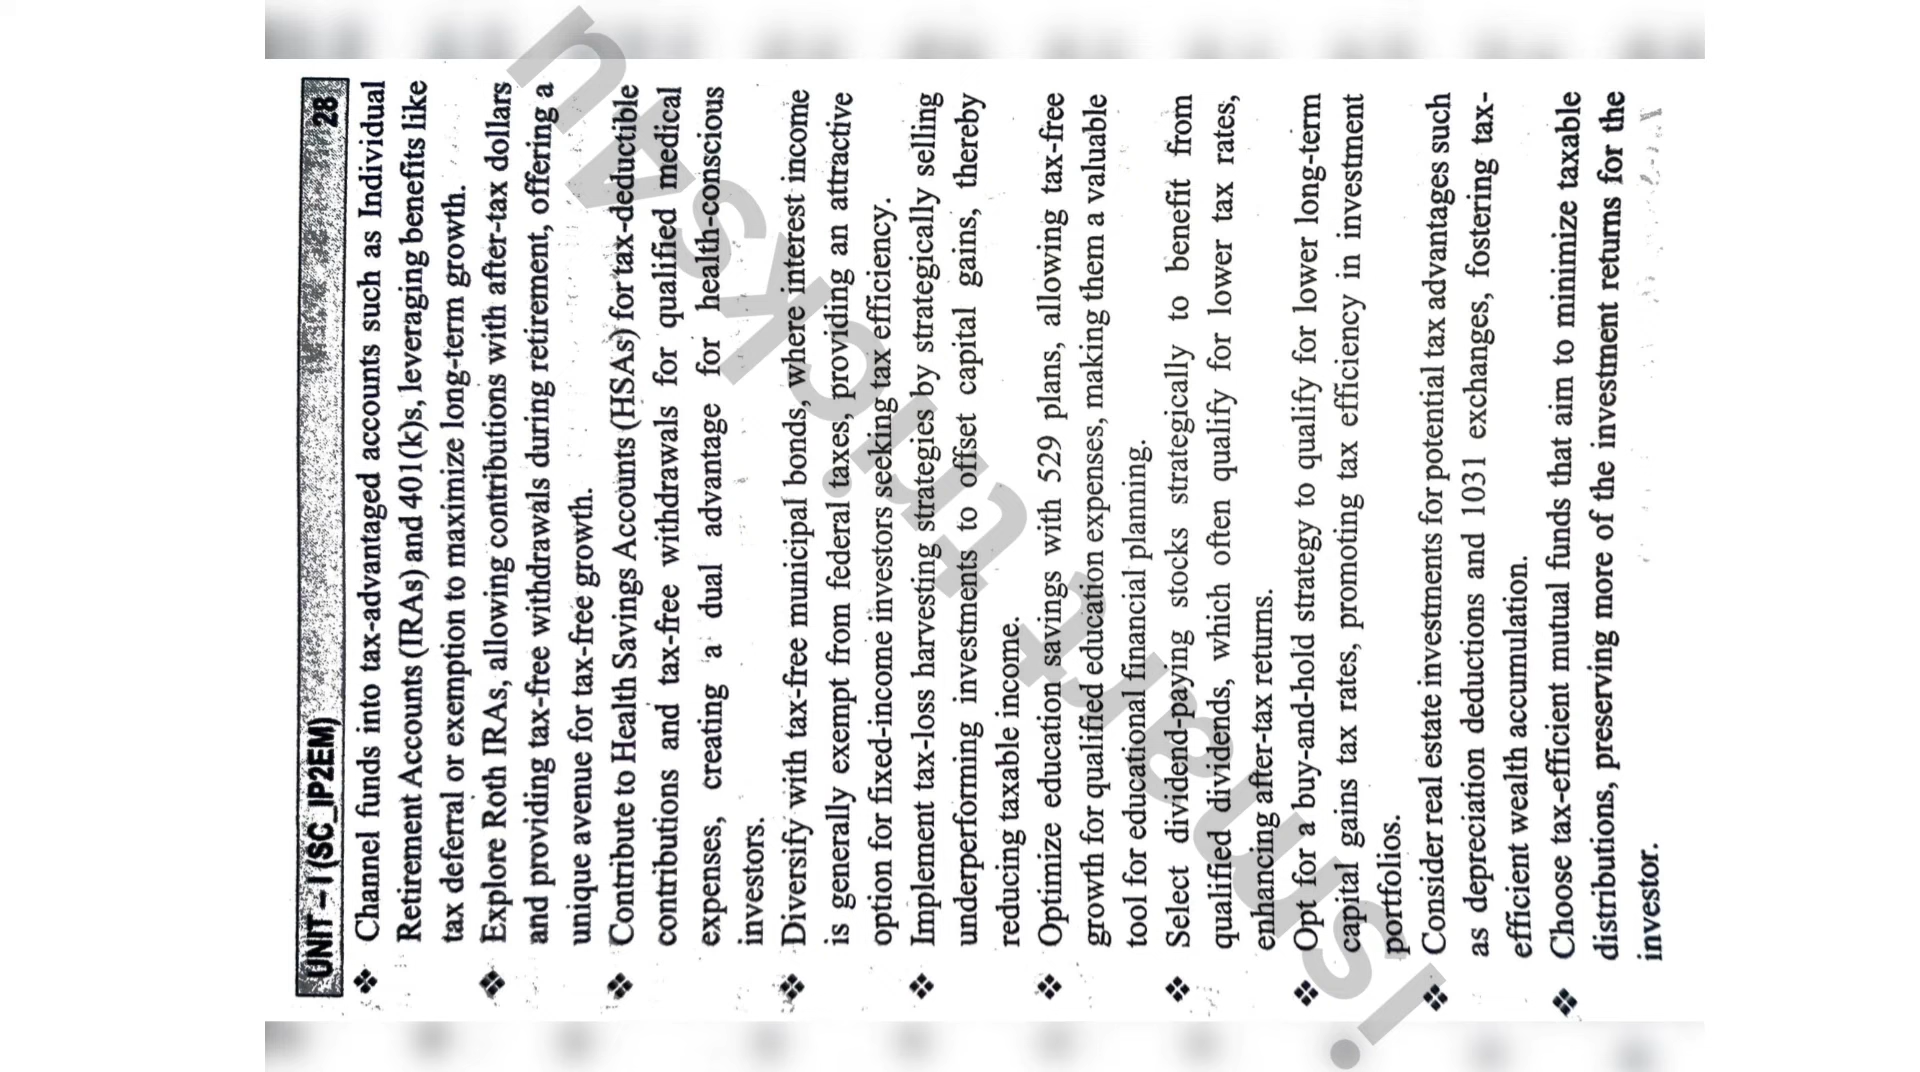 UNIT – I (SC_IP2EM) 28
❖ Channel funds into tax-advantaged accounts such as Individual
Retirement Accounts (IRAs) and 401(k)s, leveraging benefits like
tax deferral or exemption to maximize long-term growth.
❖ Explore Roth IRAs, allowing contributions with after-tax dollars
and providing tax-free withdrawals during retirement, offering a
unique avenue for tax-free growth.
❖ Contribute to Health Savings Accounts (HSAs) for tax-deductible
contributions and tax-free withdrawals for qualified medical
expenses, creating a dual advantage for health-conscious
investors.
❖ Diversify with tax-free municipal bonds, where interest income
is generally exempt from federal taxes, providing an attractive
option for fixed-income investors seeking tax efficiency.
❖ Implement tax-loss harvesting strategies by strategically selling
underperforming investments to offset capital gains, thereby
reducing taxable income.
❖ Optimize education savings with 529 plans, allowing tax-free
growth for qualified education expenses, making them a valuable
tool for educational financial planning.
❖ Select dividend-paying stocks strategically to benefit from
qualified dividends, which often qualify for lower tax rates,
enhancing after-tax returns.
❖ Opt for a buy-and-hold strategy to qualify for lower long-term
capital gains tax rates, promoting tax efficiency in investment
portfolios.
❖ Consider real estate investments for potential tax advantages such
as depreciation deductions and 1031 exchanges, fostering tax-
efficient wealth accumulation.
❖ Choose tax-efficient mutual funds that aim to minimize taxable
distributions, preserving more of the investment returns for the
investor.